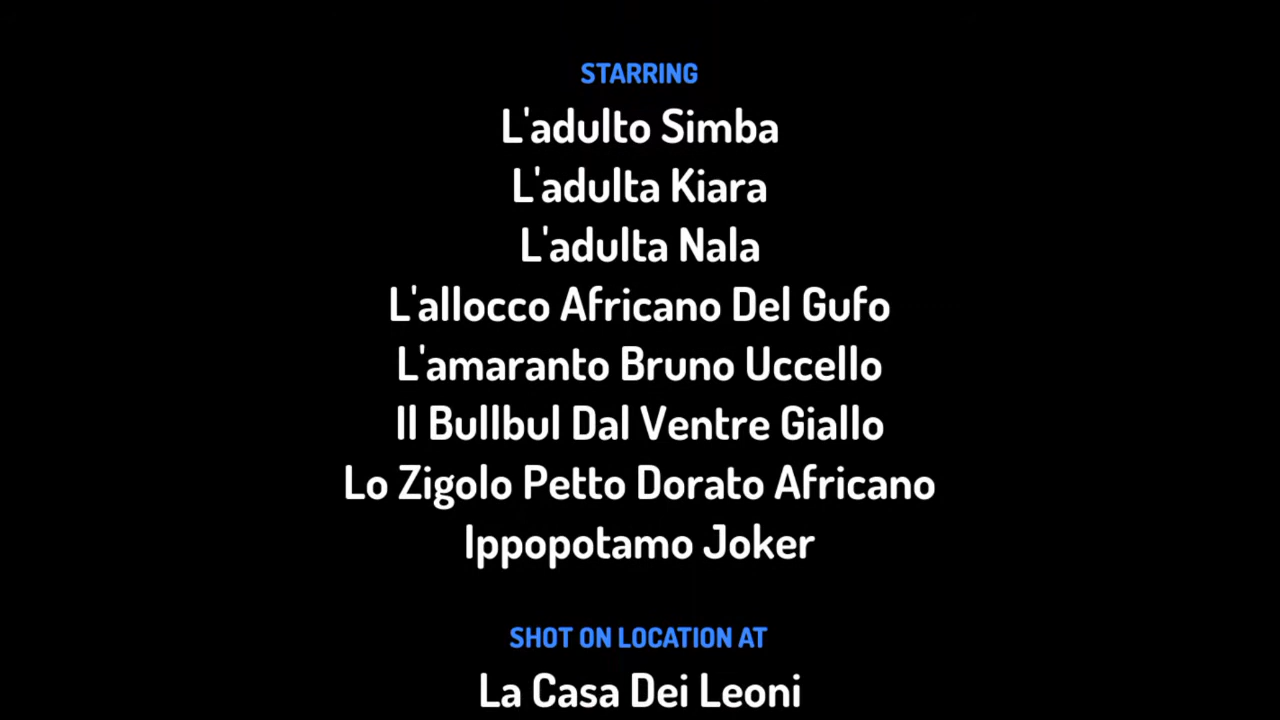 STARRING
L'adulto Simba
L'adulta Kiara
L'adulta Nala
L'allocco Africano Del Gufo
L'amaranto Bruno Uccello
Il Bullbul Dal Ventre Giallo
Lo Zigolo Petto Dorato Africano
Ippopotamo Joker
SHOT ON LOCATION AT
La Casa Dei Leoni